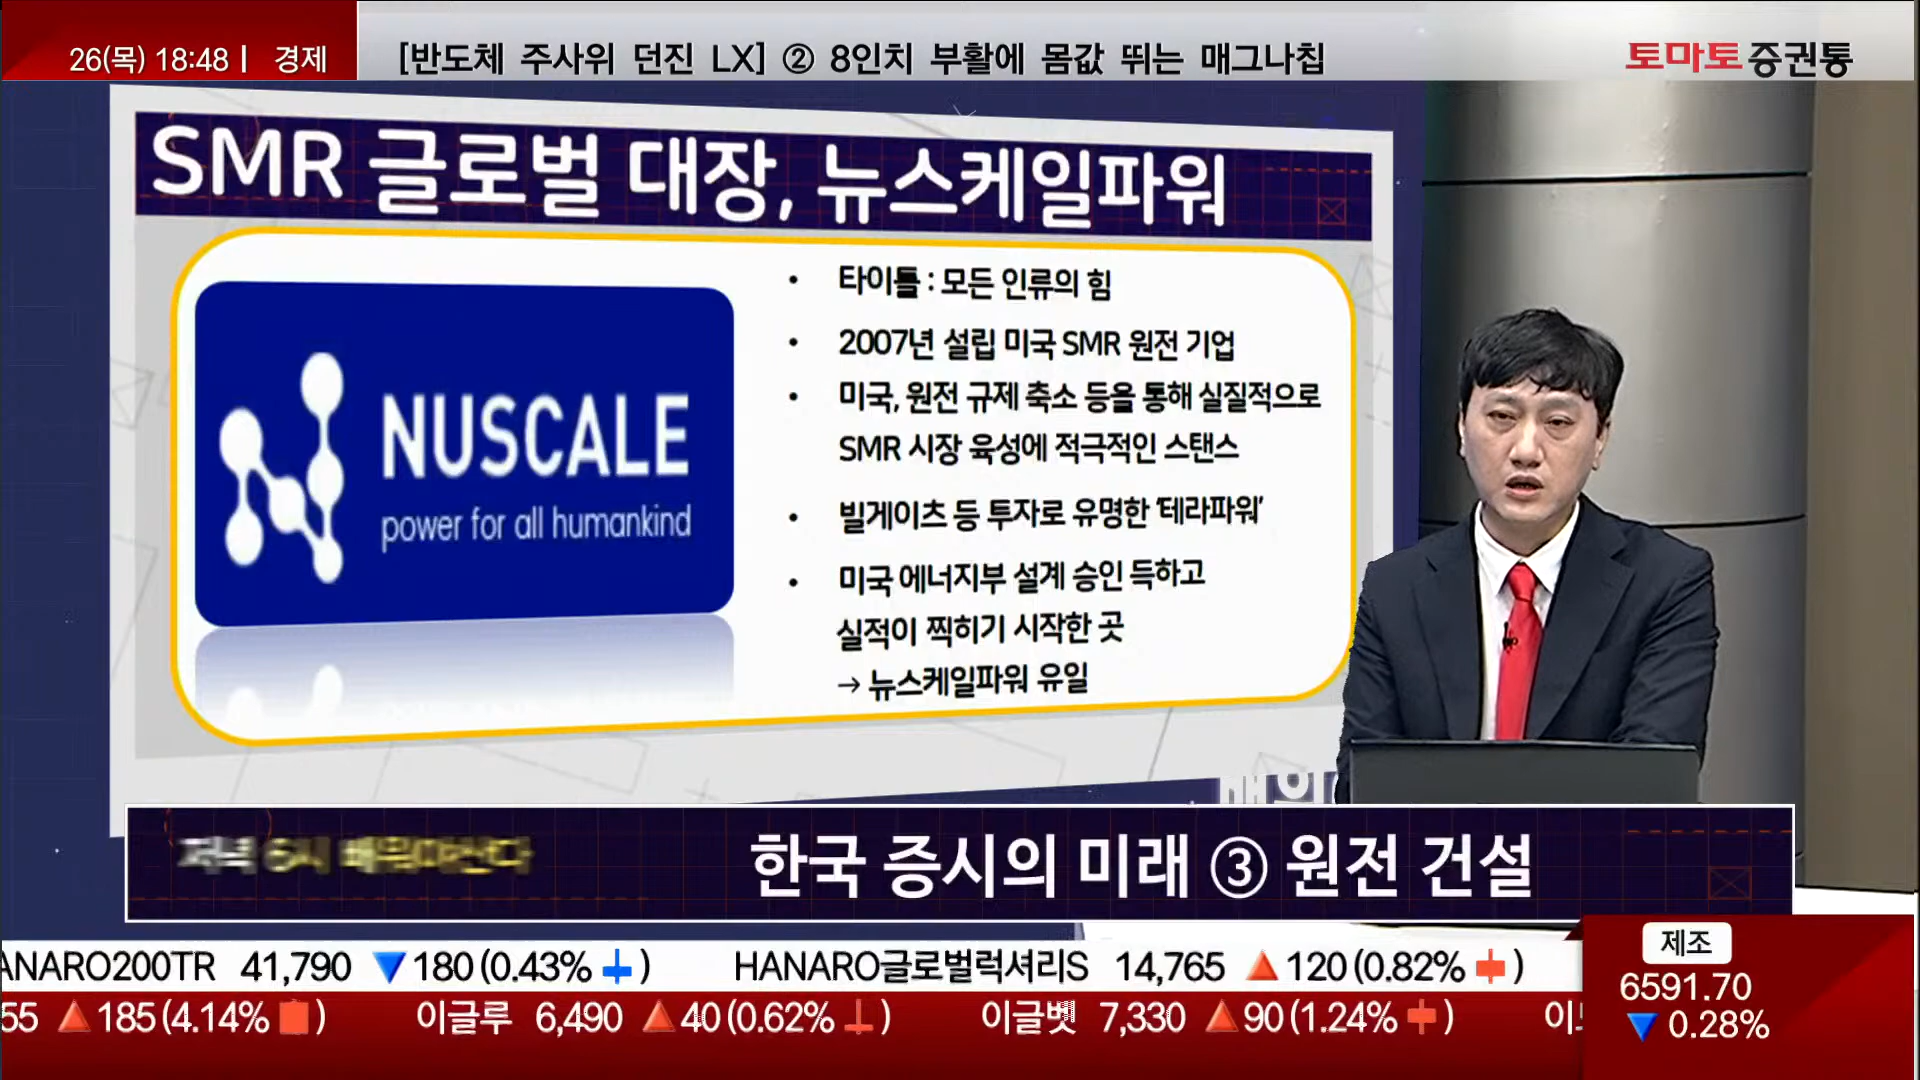 26(목) 18:48 | 경제
[반도체 주사위 던진 LX] ② 8인치 부활에 몸값 뛰는 매그나칩
토마토증권통
SMR 글로벌 대장, 뉴스케일파워
NUSCALE
power for all humankind
• 타이틀 : 모든 인류의 힘
• 2007년 설립 미국 SMR 원전 기업
• 미국, 원전 규제 축소 등을 통해 실질적으로
SMR 시장 육성에 적극적인 스탠스
• 빌게이츠 등 투자로 유명한 '테라파워'
• 미국 에너지부 설계 승인 득하고
실적이 찍히기 시작한 곳
→ 뉴스케일파워 유일
저녁 6시
한국 증시의 미래 ③ 원전 건설
ANARO200TR 41,790 ▼180(0.43%) HANARO글로벌럭셔리S 14,765 ▲120(0.82%)
55 ▲185(4.14%) 이글루 6,490 ▲40(0.62%) 이글벳 7,330 ▲90(1.24%)
제조
6591.70
▼ 0.28%